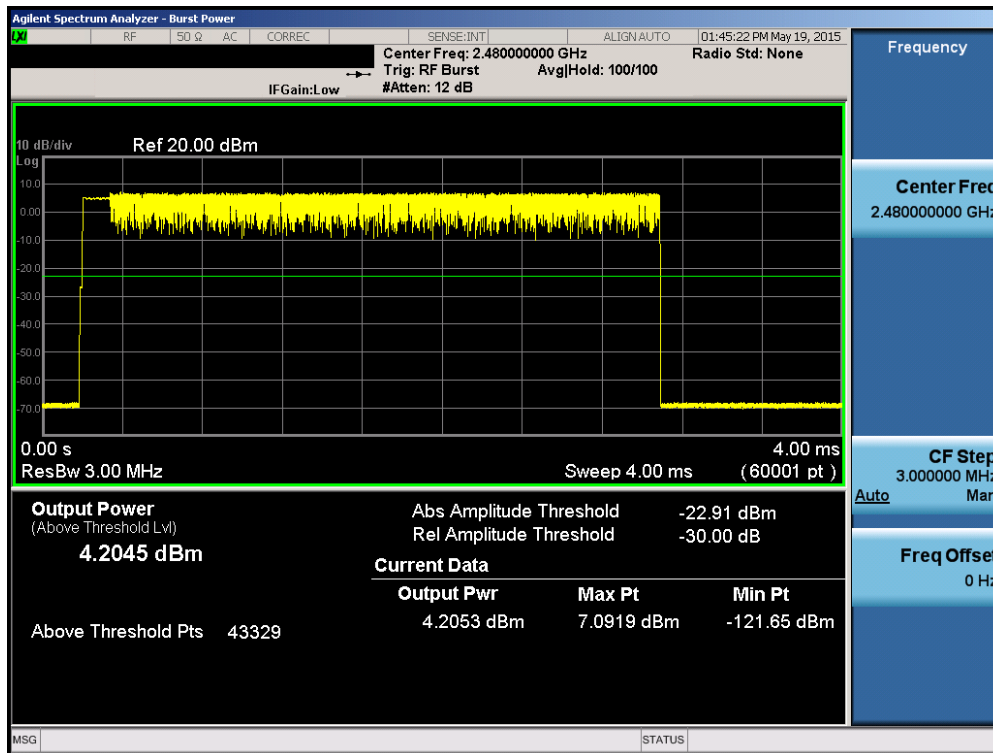 Agilent Spectrum Analyzer - Burst Power
LXI RF 50 Ω AC CORREC SENSE:INT ALIGN AUTO 01:45:22 PM May 19, 2015
Center Freq: 2.480000000 GHz Radio Std: None
Trig: RF Burst Avg|Hold: 100/100
IFGain:Low #Atten: 12 dB
10 dB/div Ref 20.00 dBm
Log
10.0
0.00
-10.0
-20.0
-30.0
-40.0
-50.0
-60.0
-70.0
0.00 s 4.00 ms
ResBw 3.00 MHz Sweep 4.00 ms (60001 pt)
Output Power
(Above Threshold Lvl)
4.2045 dBm
Above Threshold Pts 43329
Abs Amplitude Threshold -22.91 dBm
Rel Amplitude Threshold -30.00 dB
Current Data
Output Pwr Max Pt Min Pt
4.2053 dBm 7.0919 dBm -121.65 dBm
Frequency
Center Freq
2.480000000 GHz
CF Step
3.000000 MHz
Auto Man
Freq Offset
0 Hz
MSG STATUS